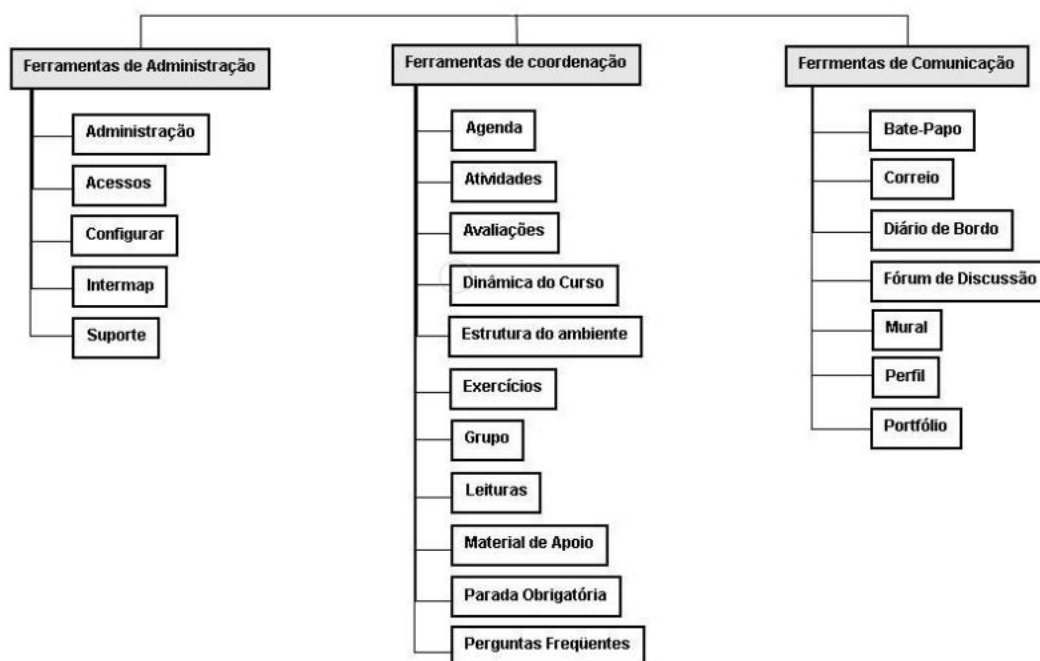 Ferramentas de Administração
Administração
Acessos
Configurar
Intermap
Suporte
Ferramentas de coordenação
Agenda
Atividades
Avaliações
Dinâmica do Curso
Estrutura do ambiente
Exercícios
Grupo
Leituras
Material de Apoio
Parada Obrigatória
Perguntas Freqüentes
Ferrmentas de Comunicação
Bate-Papo
Correio
Diário de Bordo
Fórum de Discussão
Mural
Perfil
Portfólio